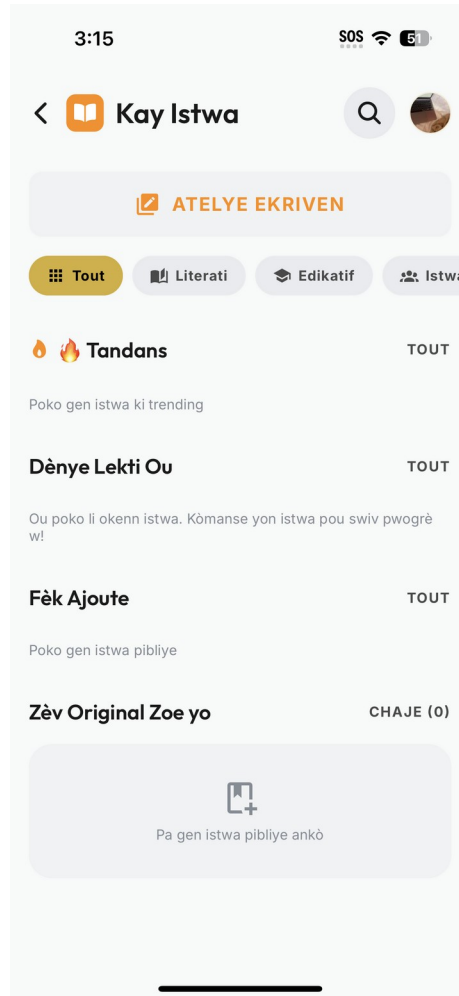 3:15
SOS
51
Kay Istwa
ATELYE EKRIVEN
Tout
Literati
Edikatif
Istwa
🔥 Tandans
TOUT
Poko gen istwa ki trending
Dènye Lekti Ou
TOUT
Ou poko li okenn istwa. Kòmanse yon istwa pou swiv pwogrè
w!
Fèk Ajoute
TOUT
Poko gen istwa pibliye
Zèv Original Zoe yo
CHAJE (0)
Pa gen istwa pibliye ankò